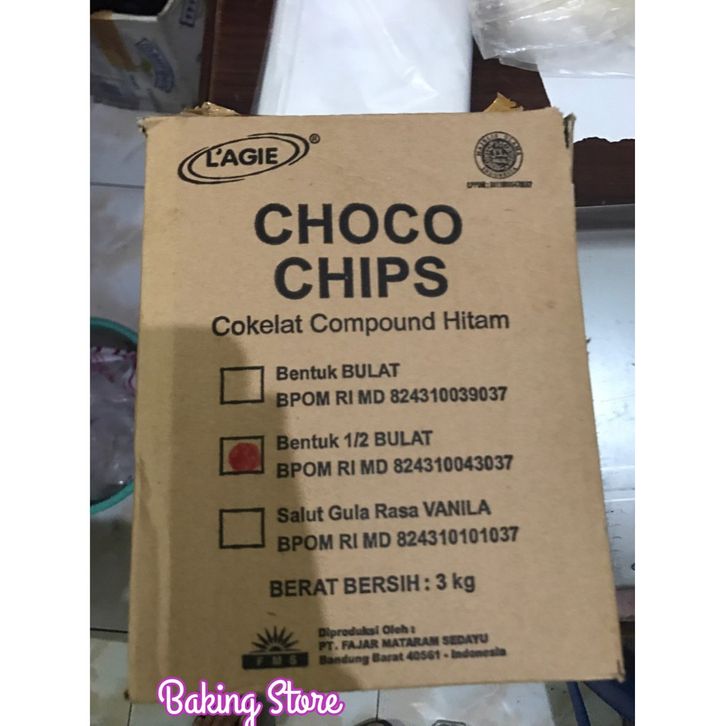 L'AGIE ®
CHOCO
CHIPS
Cokelat Compound Hitam
Bentuk BULAT
BPOM RI MD 824310039037
Bentuk 1/2 BULAT
BPOM RI MD 824310043037
Salut Gula Rasa VANILA
BPOM RI MD 824310101037
BERAT BERSIH : 3 kg
FMS
Diproduksi Oleh :
PT. FAJAR MATARAM SEDAYU
Bandung Barat 40561 - Indonesia
Baking Store